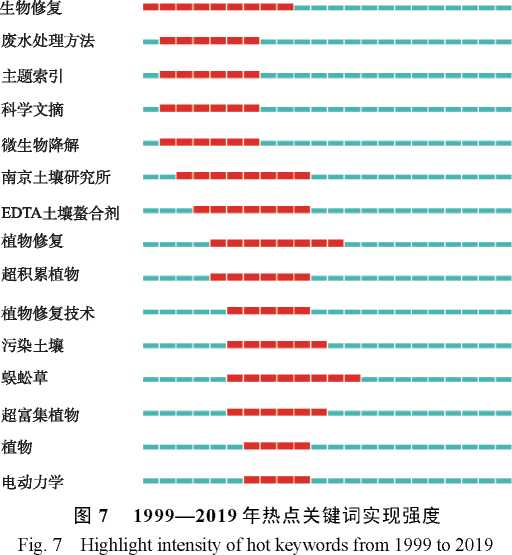 生物修复
废水处理方法
主题索引
科学文摘
微生物降解
南京土壤研究所
EDTA土壤螯合剂
植物修复
超积累植物
植物修复技术
污染土壤
蜈蚣草
超富集植物
植物
电动力学
图 7 1999—2019 年热点关键词实现强度
Fig. 7 Highlight intensity of hot keywords from 1999 to 2019